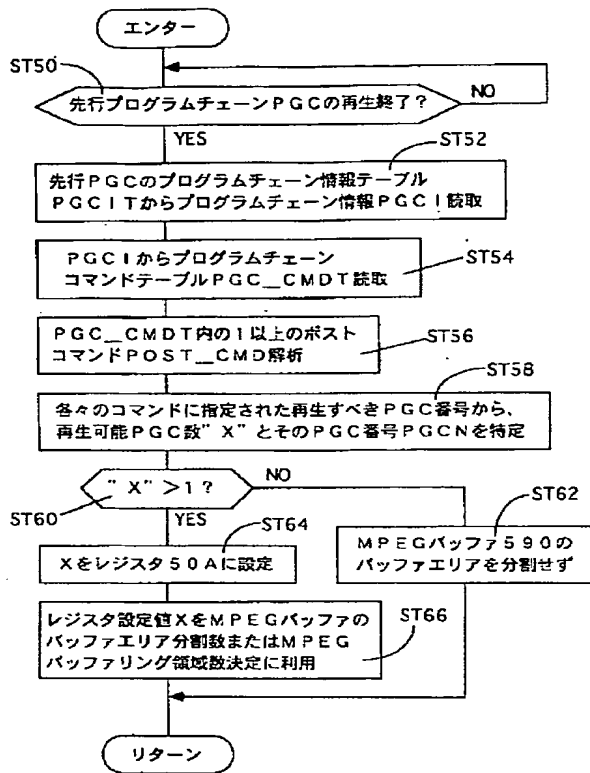 エンター
ST50
先行プログラムチェーンPGCの再生終了？
NO
YES
ST52
先行PGCのプログラムチェーン情報テーブル
PGCITからプログラムチェーン情報PGCI読取
ST54
PGCIからプログラムチェーン
コマンドテーブルPGC＿CMDT読取
ST56
PGC＿CMDT内の1以上のポスト
コマンドPOST＿CMD解析
ST58
各々のコマンドに指定された再生すべきPGC番号から、
再生可能PGC数"X"とそのPGC番号PGCNを特定
"X">1？
NO
ST60
YES
ST62
MPEGバッファ590の
バッファエリアを分割せず
ST64
Xをレジスタ50Aに設定
レジスタ設定値XをMPEGバッファの
バッファエリア分割数またはMPEG
バッファリング領域数決定に利用
ST66
リターン